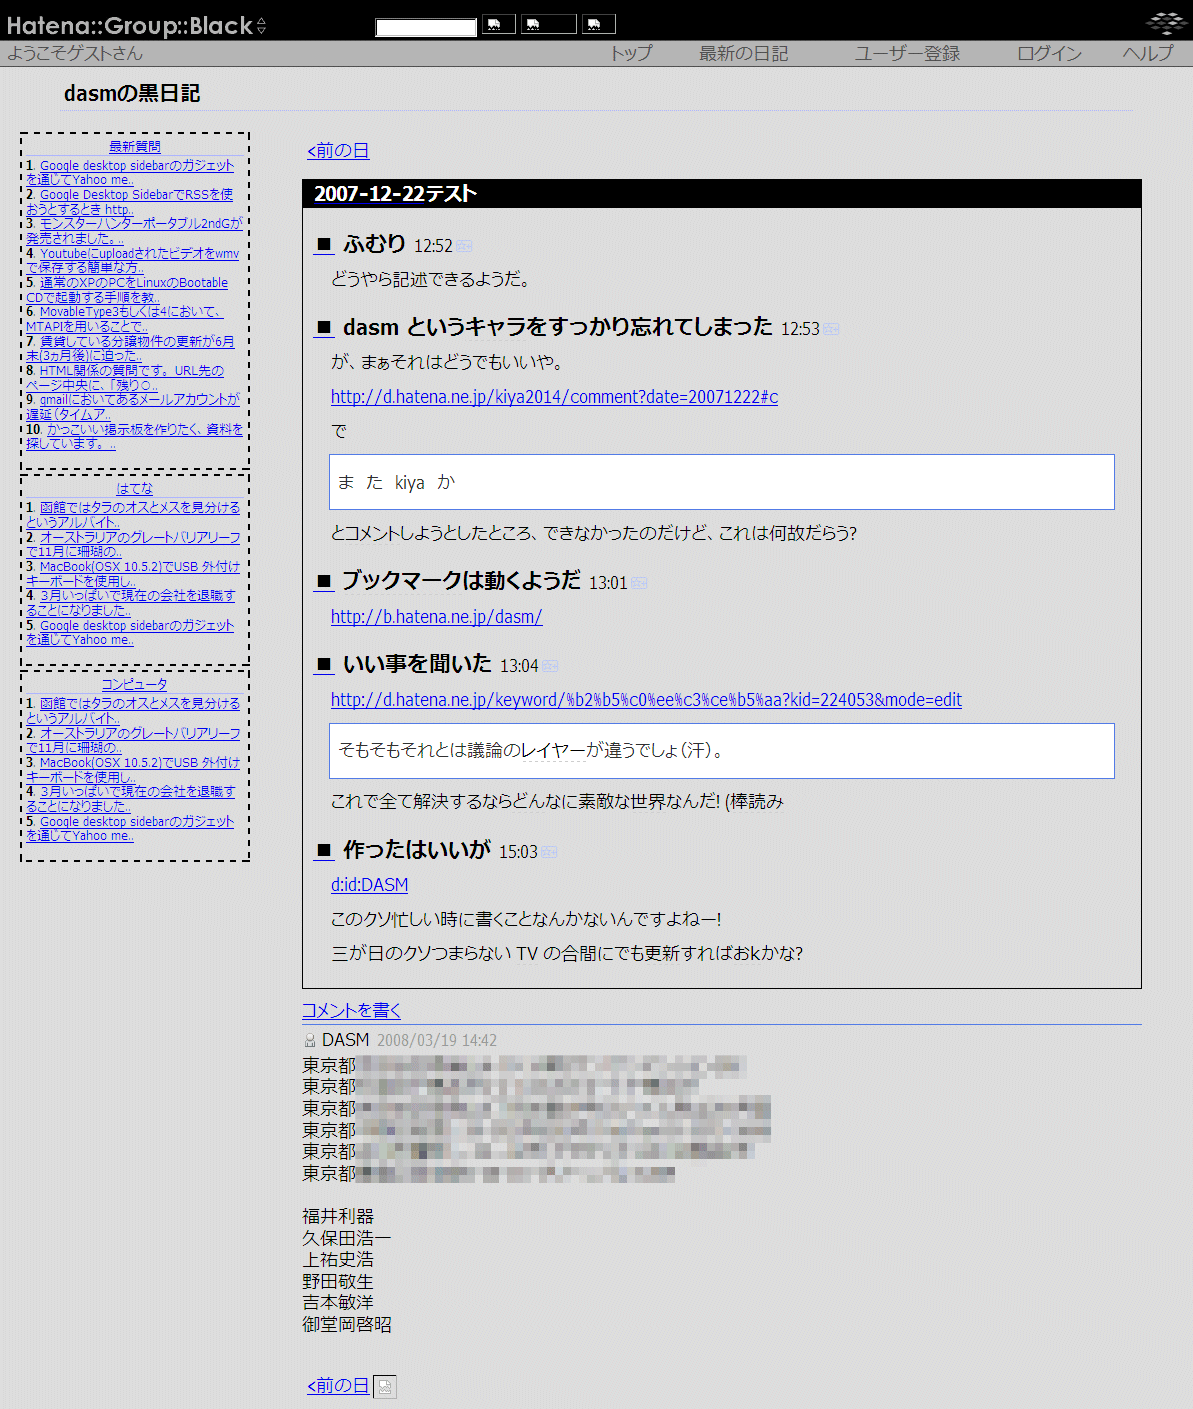 Hatena::Group::Black
ようこそゲストさん
トップ 最新の日記 ユーザー登録 ログイン ヘルプ
dasmの黒日記
最新質問
1. Google desktop sidebarのガジェット
を通じてYahoo me..
2. Google Desktop SidebarでRSSを使
おうとするとき http..
3. モンスターハンターポータブル2ndGが
発売されました。..
4. Youtubeにuploadされたビデオをwmv
で保存する簡単な方..
5. 通常のXPのPCをLinuxのBootable
CDで起動する手順を教..
6. MovableType3もしくは4において、
MTAPIを用いることで..
7. 賃貸している分譲物件の更新が6月
末(3ヵ月後)に迫った..
8. HTML関係の質問です。 URL先の
ページ中央に、「残り○..
9. gmailにおいてあるメールアカウントが
遅延（タイムア..
10. かっこいい掲示板を作りたく、資料を
探しています。 ..
はてな
1. 函館ではタラのオスとメスを見分ける
というアルバイト..
2. オーストラリアのグレートバリアリーフ
で11月に珊瑚の..
3. MacBook(OSX 10.5.2)でUSB 外付け
キーボードを使用し..
4. ３月いっぱいで現在の会社を退職す
ることになりました..
5. Google desktop sidebarのガジェット
を通じてYahoo me..
コンピュータ
1. 函館ではタラのオスとメスを見分ける
というアルバイト..
2. オーストラリアのグレートバリアリーフ
で11月に珊瑚の..
3. MacBook(OSX 10.5.2)でUSB 外付け
キーボードを使用し..
4. ３月いっぱいで現在の会社を退職す
ることになりました..
5. Google desktop sidebarのガジェット
を通じてYahoo me..
<前の日
2007-12-22テスト
■ ふむり 12:52
どうやら記述できるようだ。
■ dasm というキャラをすっかり忘れてしまった 12:53
が、まぁそれはどうでもいいや。
http://d.hatena.ne.jp/kiya2014/comment?date=20071222#c
で
ま た kiya か
とコメントしようとしたところ、できなかったのだけど、これは何故だらう?
■ ブックマークは動くようだ 13:01
http://b.hatena.ne.jp/dasm/
■ いい事を聞いた 13:04
http://d.hatena.ne.jp/keyword/%b2%b5%c0%ee%c3%ce%b5%aa?kid=224053&mode=edit
そもそもそれとは議論のレイヤーが違うでしょ（汗）。
これで全て解決するならどんなに素敵な世界なんだ! (棒読み
■ 作ったはいいが 15:03
d:id:DASM
このクソ忙しい時に書くことなんかないんですよねー!
三が日のクソつまらない TV の合間にでも更新すればおkかな?
コメントを書く
DASM 2008/03/19 14:42
東京都
東京都
東京都
東京都
東京都
東京都
福井利器
久保田浩一
上祐史浩
野田敬生
吉本敏洋
御堂岡啓昭
<前の日